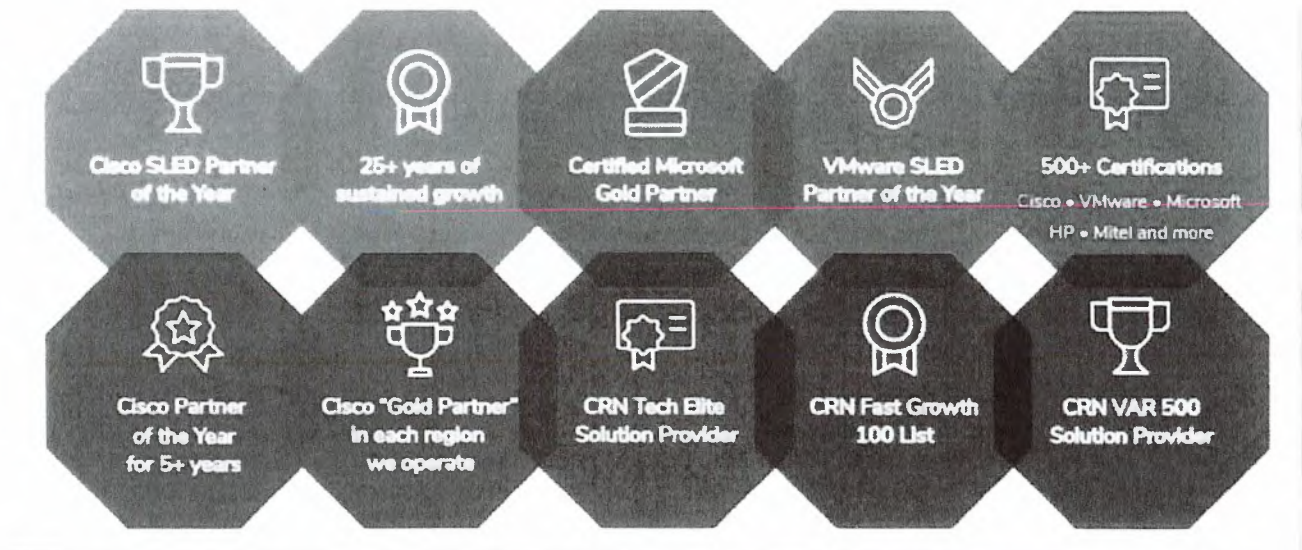 Cisco SLED Partner
of the Year
25+ years of
sustained growth
Certified Microsoft
Gold Partner
VMware SLED
Partner of the Year
500+ Certifications
Cisco • VMware • Microsoft
HP • Mitel and more
Cisco Partner
of the Year
for 5+ years
Cisco "Gold Partner"
in each region
we operate
CRN Tech Elite
Solution Provider
CRN Fast Growth
100 List
CRN VAR 500
Solution Provider